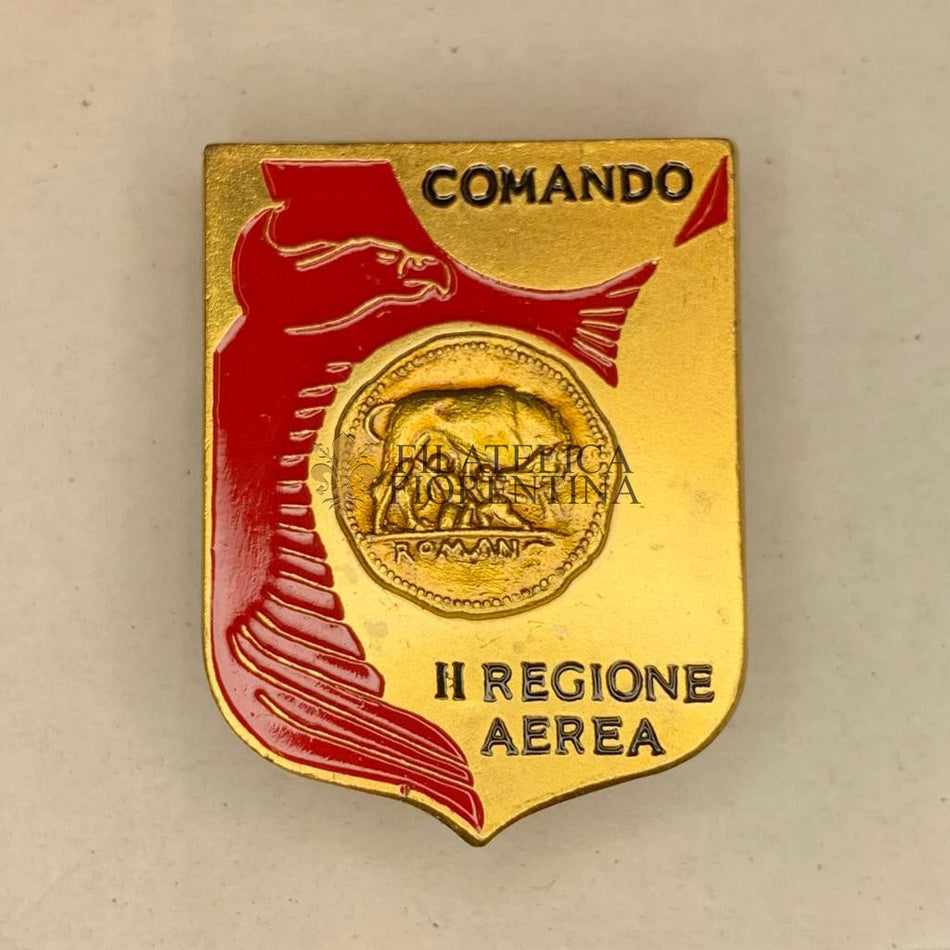 COMANDO
FILATELICA
FIORENTINA
ROMANO
II REGIONE
AEREA